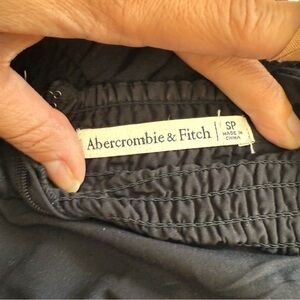 Abercrombie & Fitch
SP
MADE IN
CHINA